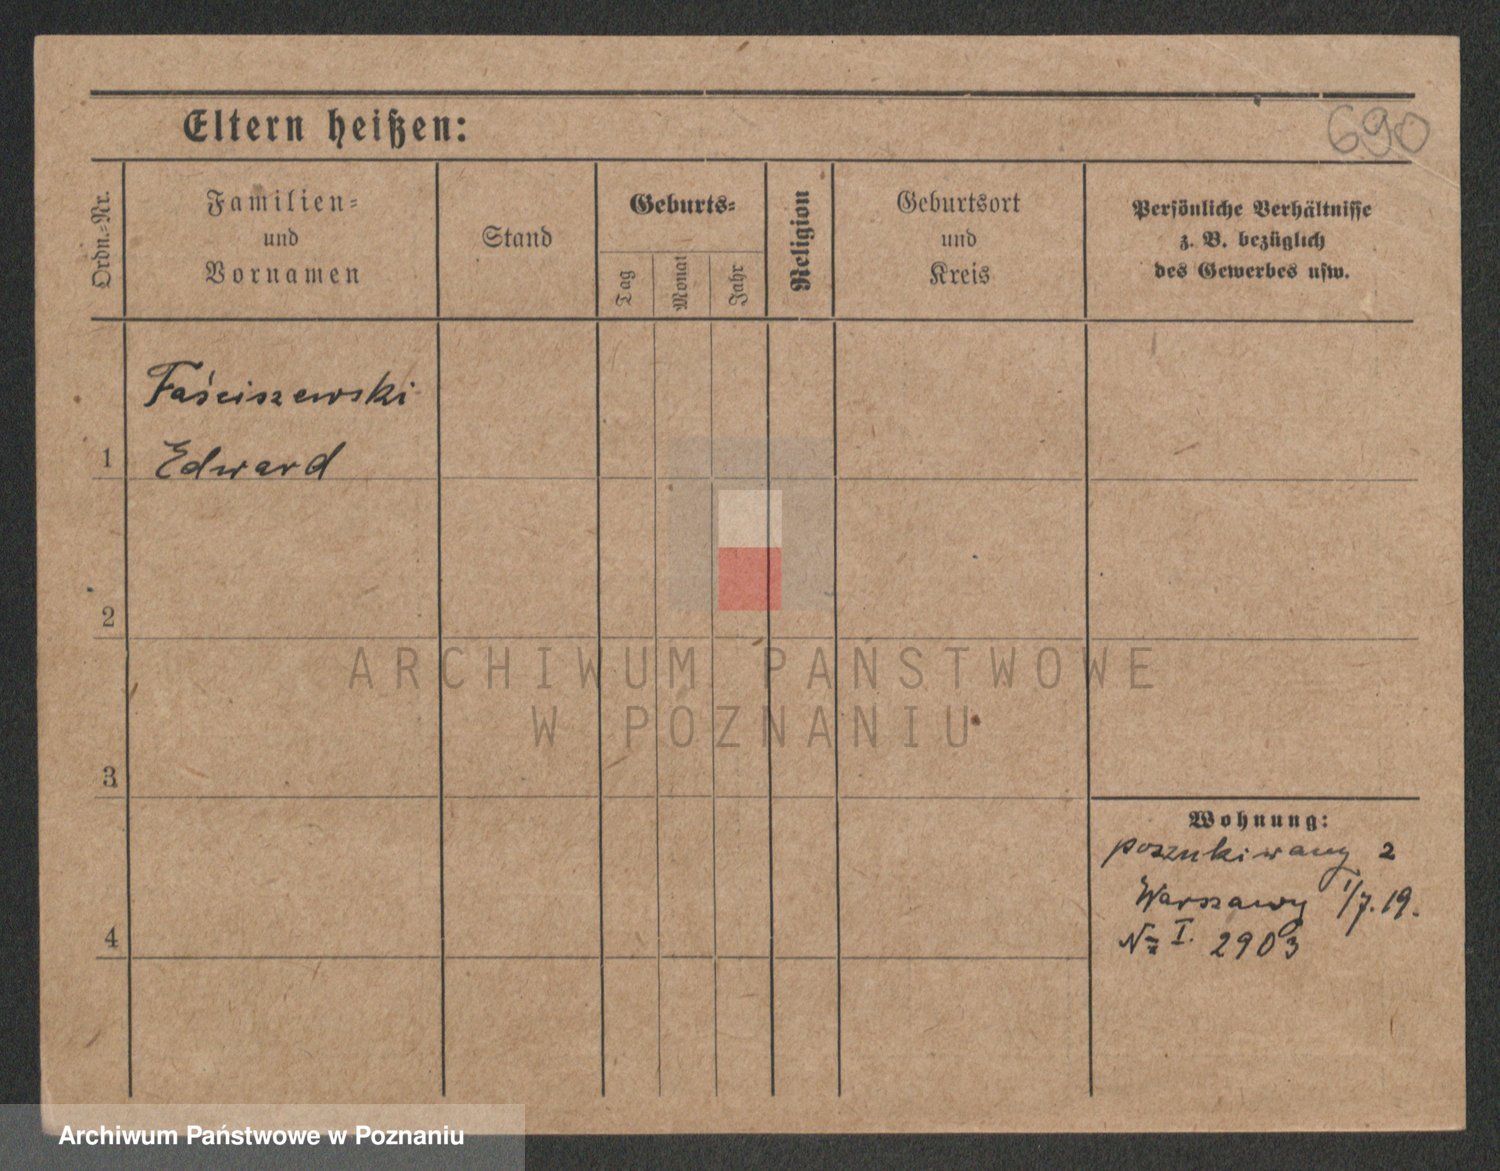 Eltern heißen:
690
Ordn.-Nr.
Familien-
und
Vornamen
Stand
Geburts-
Tag
Monat
Jahr
Religion
Geburtsort
und
Kreis
Persönliche Verhältnisse
z. B. bezüglich
des Gewerbes usw.
Faściszewski
1 Edward
2
3
4
Wohnung:
poszukiwany z
Warszawy 1/7.19.
No I. 2903
ARCHIWUM PAŃSTWOWE
W POZNANIU
Archiwum Państwowe w Poznaniu